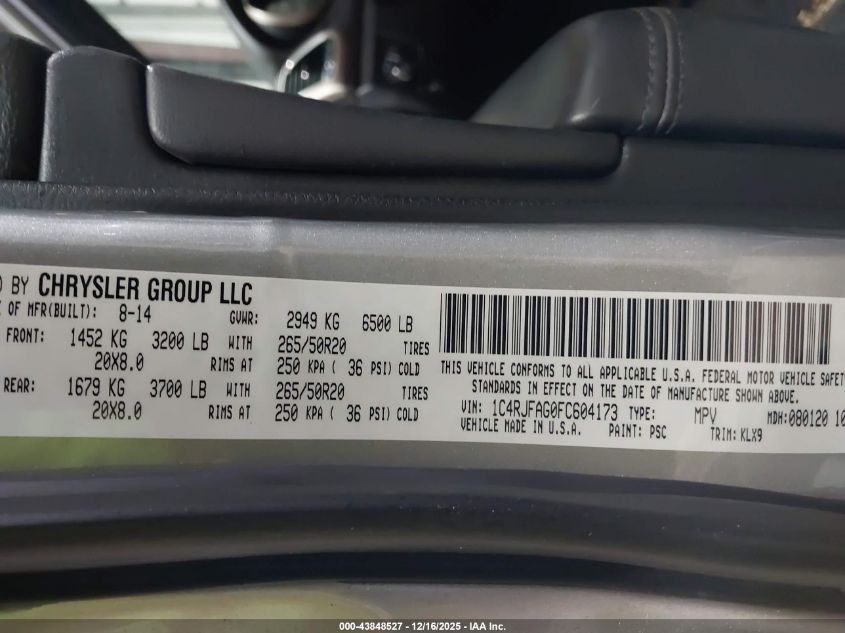 BY CHRYSLER GROUP LLC
OF MFR(BUILT): 8-14 GVWR: 2949 KG 6500 LB
FRONT: 1452 KG 3200 LB WITH 265/50R20 TIRES
20X8.0 RIMS AT 250 KPA ( 36 PSI) COLD
REAR: 1679 KG 3700 LB WITH 265/50R20 TIRES
20X8.0 RIMS AT 250 KPA ( 36 PSI) COLD
THIS VEHICLE CONFORMS TO ALL APPLICABLE U.S.A. FEDERAL MOTOR VEHICLE SAFET
STANDARDS IN EFFECT ON THE DATE OF MANUFACTURE SHOWN ABOVE.
VIN: 1C4RJFAG0FC604173 TYPE: MPV MDH:080120 10
VEHICLE MADE IN U.S.A. PAINT: PSC TRIM: KLX9
000-43848527 - 12/16/2025 - IAA Inc.